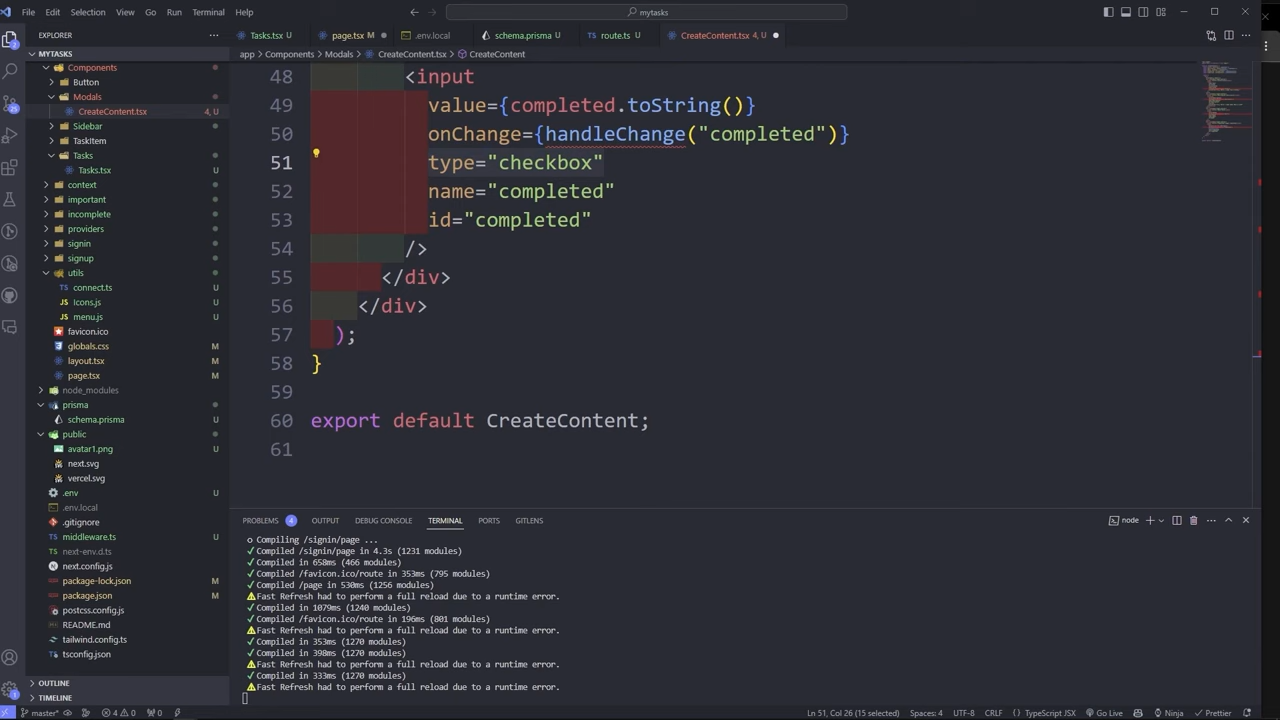 File Edit Selection View Go Run Terminal Help
mytasks
EXPLORER
MYTASKS
Components
Button
Modals
CreateContent.tsx 4, U
Sidebar
TaskItem
Tasks
Tasks.tsx U
context
important
incomplete
providers
signin
signup
utils
connect.ts U
Icons.js U
menu.js U
favicon.ico
globals.css M
layout.tsx M
page.tsx M
node_modules
prisma
schema.prisma U
public
avatar1.png U
next.svg
vercel.svg
.env U
.env.local
.gitignore
middleware.ts U
next-env.d.ts
next.config.js
package-lock.json M
package.json M
postcss.config.js
README.md
tailwind.config.ts
tsconfig.json
OUTLINE
TIMELINE
Tasks.tsx U
page.tsx M
.env.local
schema.prisma U
route.ts U
CreateContent.tsx 4, U
app > Components > Modals > CreateContent.tsx > CreateContent
48 <input
49 value={completed.toString()}
50 onChange={handleChange("completed")}
51 type="checkbox"
52 name="completed"
53 id="completed"
54 />
55 </div>
56 </div>
57 );
58 }
59
60 export default CreateContent;
61
PROBLEMS 4 OUTPUT DEBUG CONSOLE TERMINAL PORTS GITLENS
node
○ Compiling /signin/page ...
✓ Compiled /signin/page in 4.3s (1231 modules)
✓ Compiled in 658ms (466 modules)
✓ Compiled /favicon.ico/route in 353ms (795 modules)
✓ Compiled /page in 530ms (1256 modules)
⚠ Fast Refresh had to perform a full reload due to a runtime error.
✓ Compiled in 1079ms (1240 modules)
✓ Compiled /favicon.ico/route in 196ms (801 modules)
⚠ Fast Refresh had to perform a full reload due to a runtime error.
✓ Compiled in 353ms (1270 modules)
✓ Compiled in 398ms (1270 modules)
⚠ Fast Refresh had to perform a full reload due to a runtime error.
✓ Compiled in 333ms (1270 modules)
⚠ Fast Refresh had to perform a full reload due to a runtime error.
master* 4 0 0 Ln 51, Col 26 (15 selected) Spaces: 4 UTF-8 CRLF TypeScript JSX Go Live Ninja Prettier